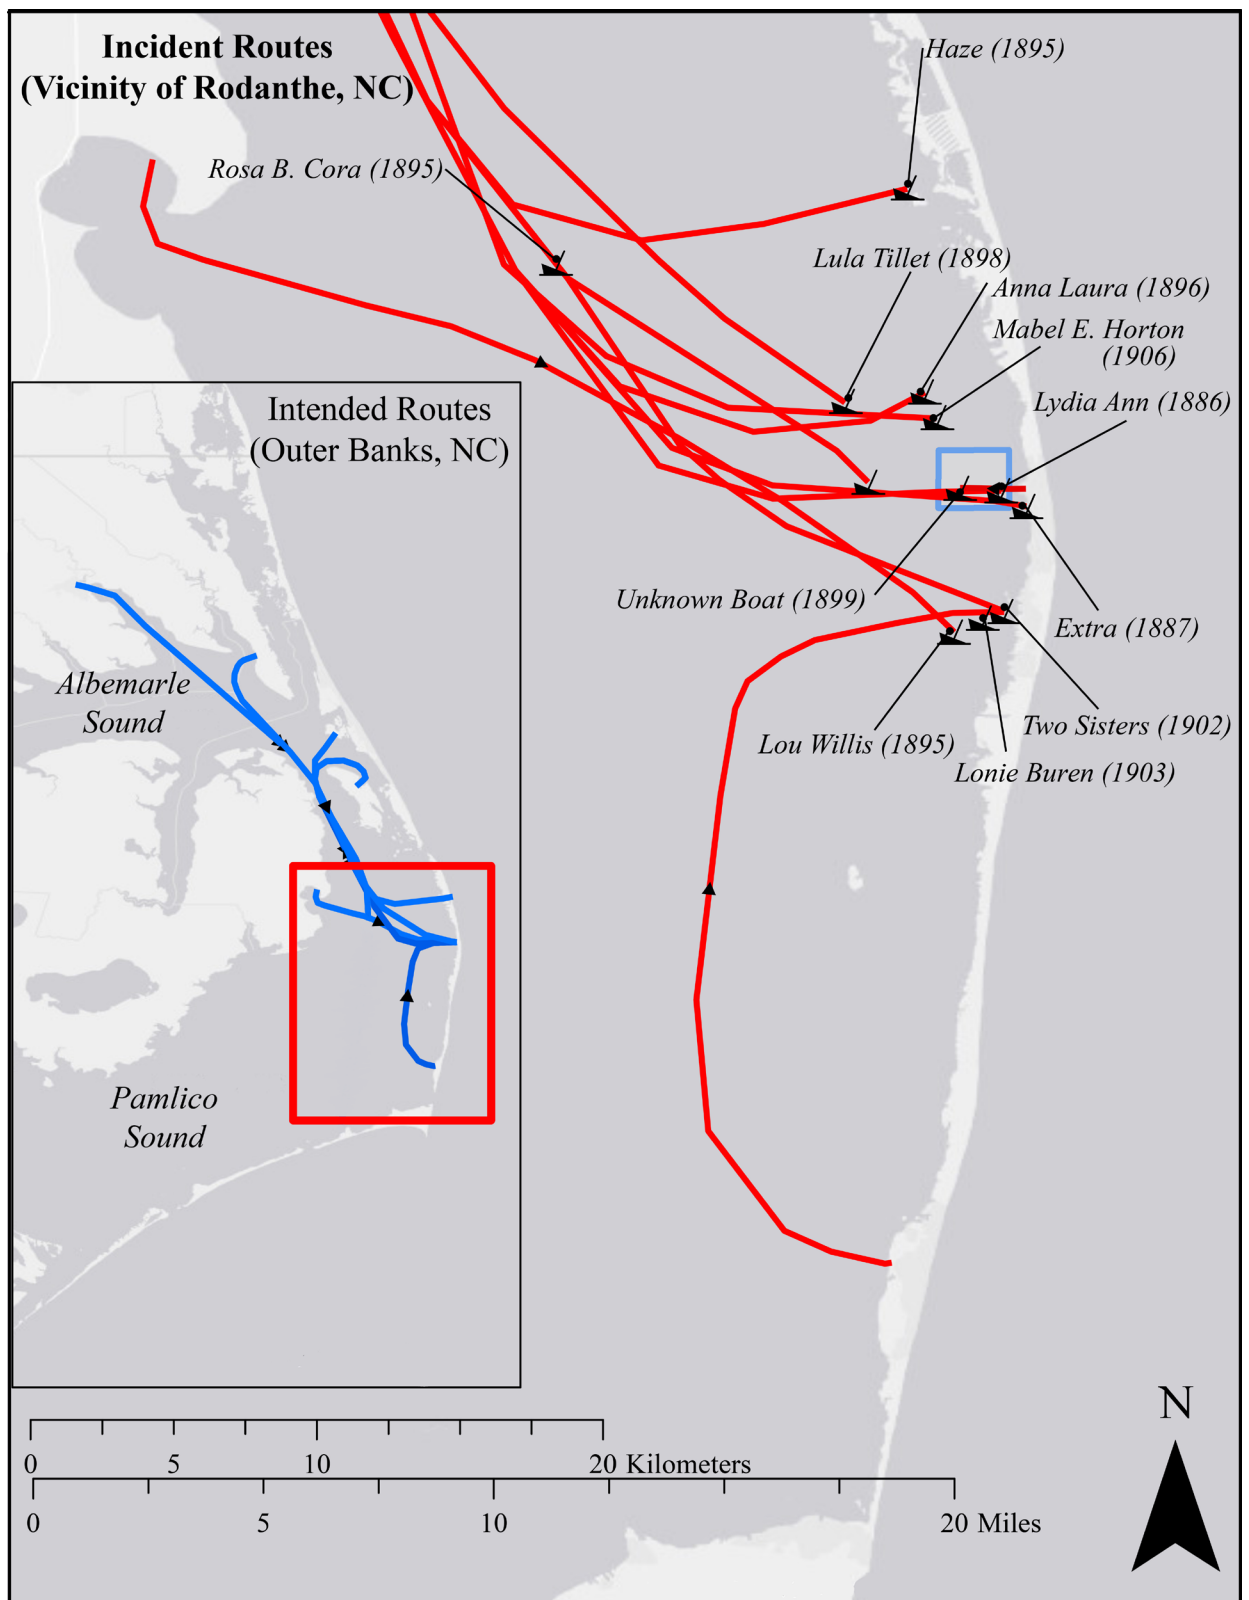 Incident Routes
(Vicinity of Rodanthe, NC)
Haze (1895)
Rosa B. Cora (1895)
Lula Tillet (1898)
Anna Laura (1896)
Mabel E. Horton
(1906)
Lydia Ann (1886)
Intended Routes
(Outer Banks, NC)
Unknown Boat (1899)
Extra (1887)
Albemarle
Sound
Two Sisters (1902)
Lou Willis (1895)
Lonie Buren (1903)
Pamlico
Sound
N
0 5 10 20 Kilometers
0 5 10 20 Miles